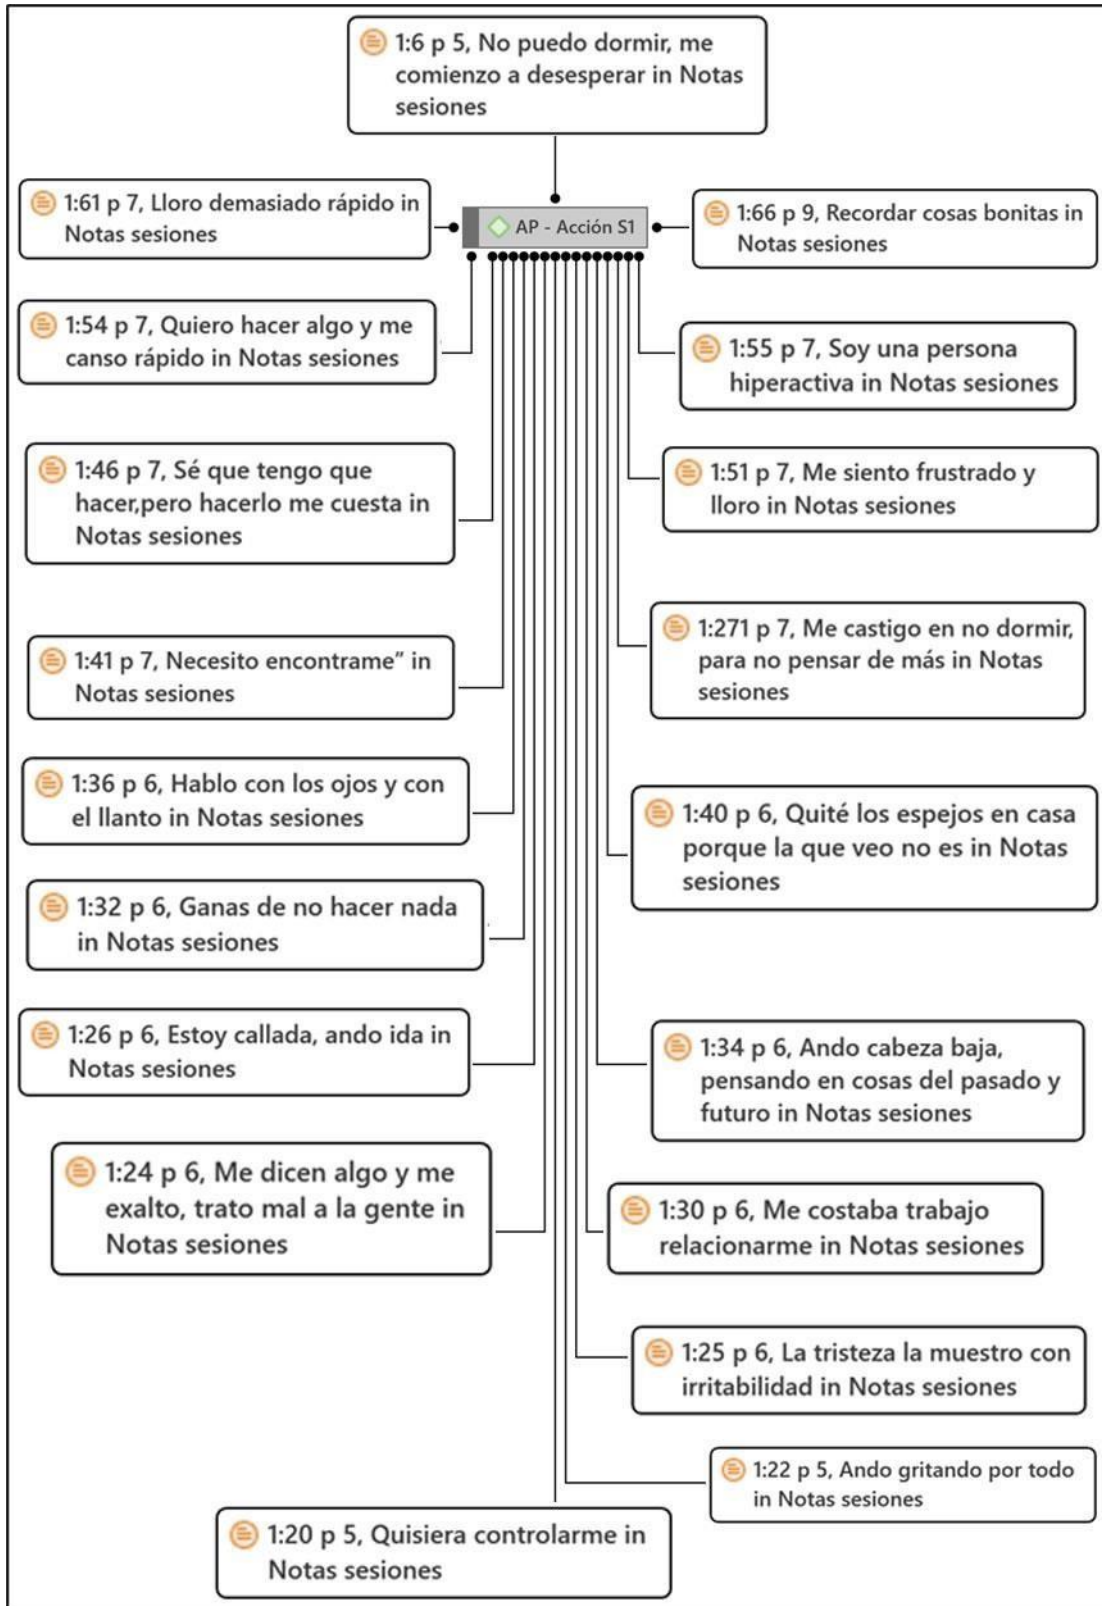 1:6 p 5, No puedo dormir, me
comienzo a desesperar in Notas
sesiones
1:61 p 7, Lloro demasiado rápido in
Notas sesiones
AP - Acción S1
1:66 p 9, Recordar cosas bonitas in
Notas sesiones
1:54 p 7, Quiero hacer algo y me
canso rápido in Notas sesiones
1:55 p 7, Soy una persona
hiperactiva in Notas sesiones
1:46 p 7, Sé que tengo que
hacer,pero hacerlo me cuesta in
Notas sesiones
1:51 p 7, Me siento frustrado y
lloro in Notas sesiones
1:41 p 7, Necesito encontrame” in
Notas sesiones
1:271 p 7, Me castigo en no dormir,
para no pensar de más in Notas
sesiones
1:36 p 6, Hablo con los ojos y con
el llanto in Notas sesiones
1:40 p 6, Quité los espejos en casa
porque la que veo no es in Notas
sesiones
1:32 p 6, Ganas de no hacer nada
in Notas sesiones
1:26 p 6, Estoy callada, ando ida in
Notas sesiones
1:34 p 6, Ando cabeza baja,
pensando en cosas del pasado y
futuro in Notas sesiones
1:24 p 6, Me dicen algo y me
exalto, trato mal a la gente in
Notas sesiones
1:30 p 6, Me costaba trabajo
relacionarme in Notas sesiones
1:25 p 6, La tristeza la muestro con
irritabilidad in Notas sesiones
1:22 p 5, Ando gritando por todo
in Notas sesiones
1:20 p 5, Quisiera controlarme in
Notas sesiones